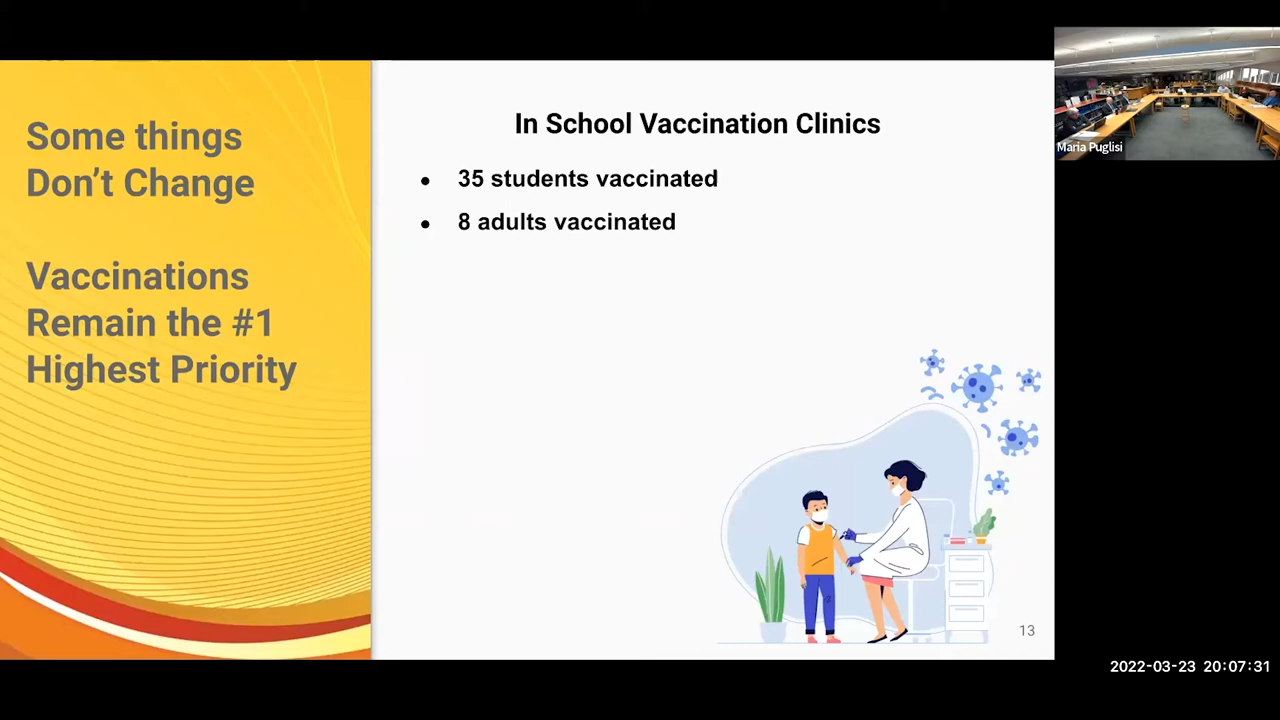 Some things
Don't Change
Vaccinations
Remain the #1
Highest Priority
In School Vaccination Clinics
• 35 students vaccinated
• 8 adults vaccinated
13
Maria Puglisi
2022-03-23 20:07:31